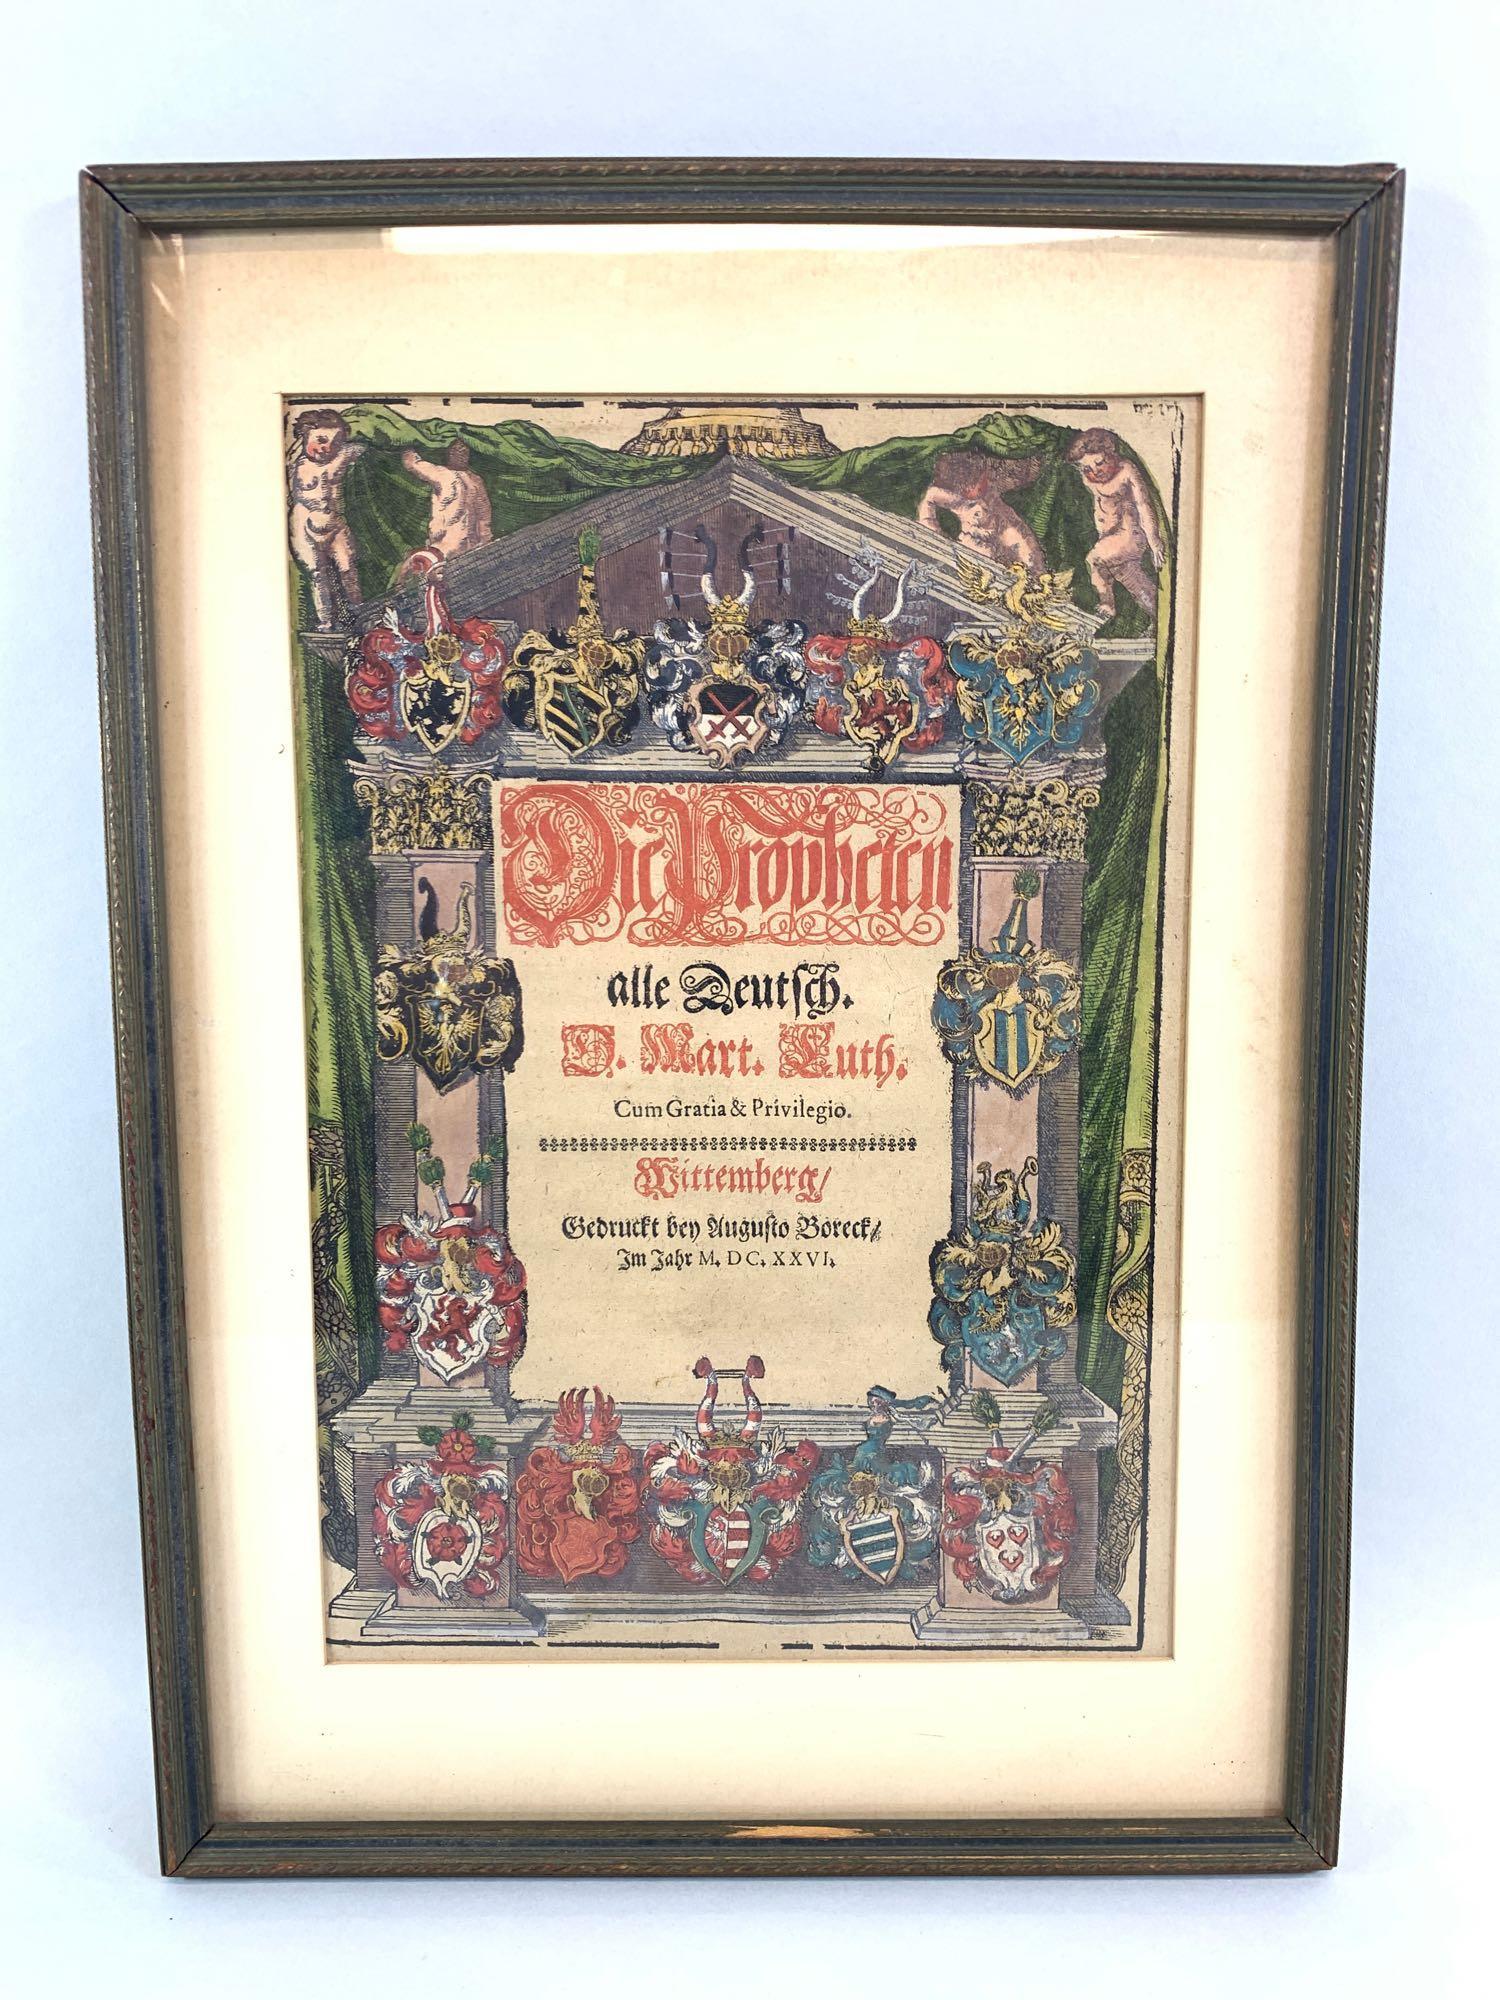 Die Propheten
alle Deutsch.
D. Mart. Luth.
Cum Gratia & Privilegio.
Wittemberg/
Gedruckt bey Augusto Boreck/
Im Jahr M. DC. XXVI.